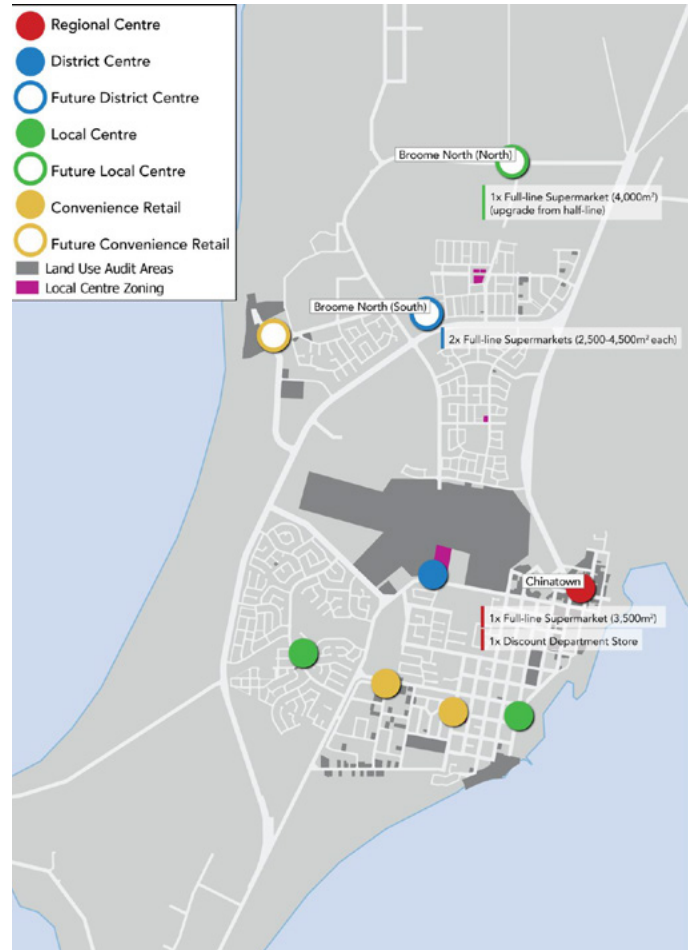 Regional Centre
District Centre
Future District Centre
Local Centre
Future Local Centre
Convenience Retail
Future Convenience Retail
Land Use Audit Areas
Local Centre Zoning
Broome North (North)
1x Full-line Supermarket (4,000m²)
(upgrade from half-line)
Broome North (South)
2x Full-line Supermarkets (2,500-4,500m² each)
Chinatown
1x Full-line Supermarket (3,500m²)
1x Discount Department Store